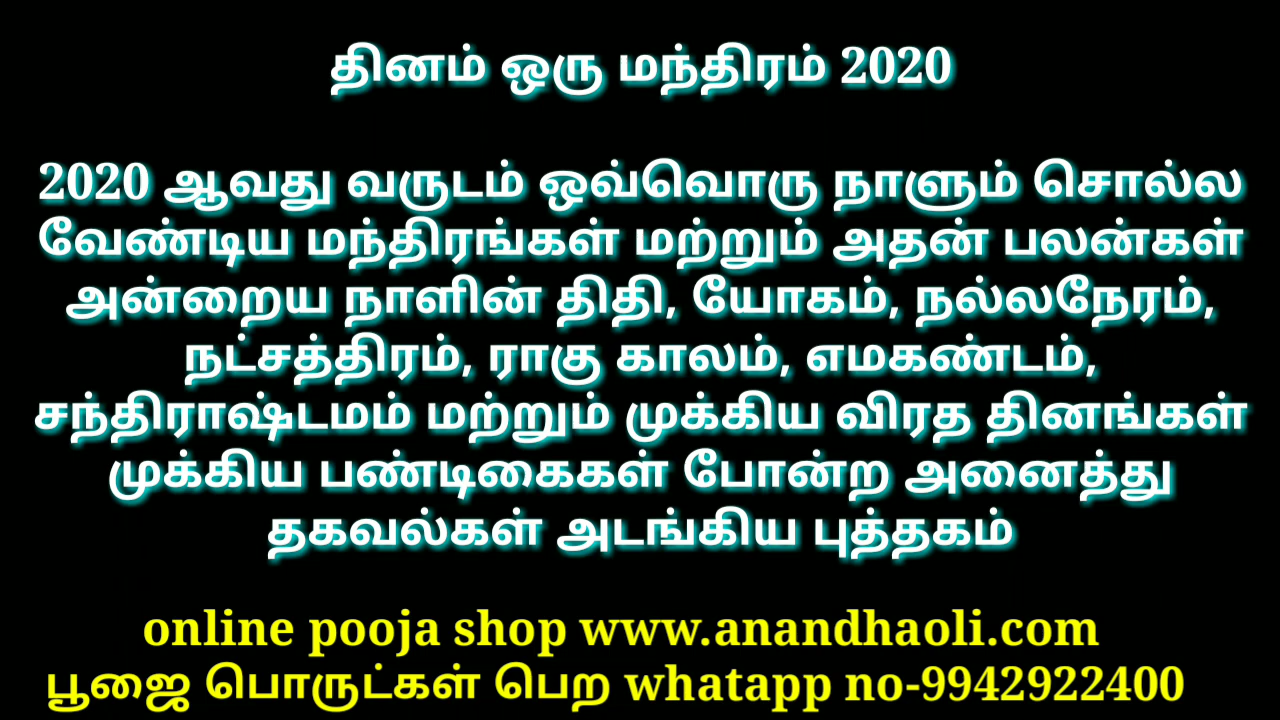 தினம் ஒரு மந்திரம் 2020
2020 ஆவது வருடம் ஒவ்வொரு நாளும் சொல்ல
வேண்டிய மந்திரங்கள் மற்றும் அதன் பலன்கள்
அன்றைய நாளின் திதி, யோகம், நல்லநேரம்,
நட்சத்திரம், ராகு காலம், எமகண்டம்,
சந்திராஷ்டமம் மற்றும் முக்கிய விரத தினங்கள்
முக்கிய பண்டிகைகள் போன்ற அனைத்து
தகவல்கள் அடங்கிய புத்தகம்
online pooja shop www.anandhaoli.com
பூஜை பொருட்கள் பெற whatapp no-9942922400